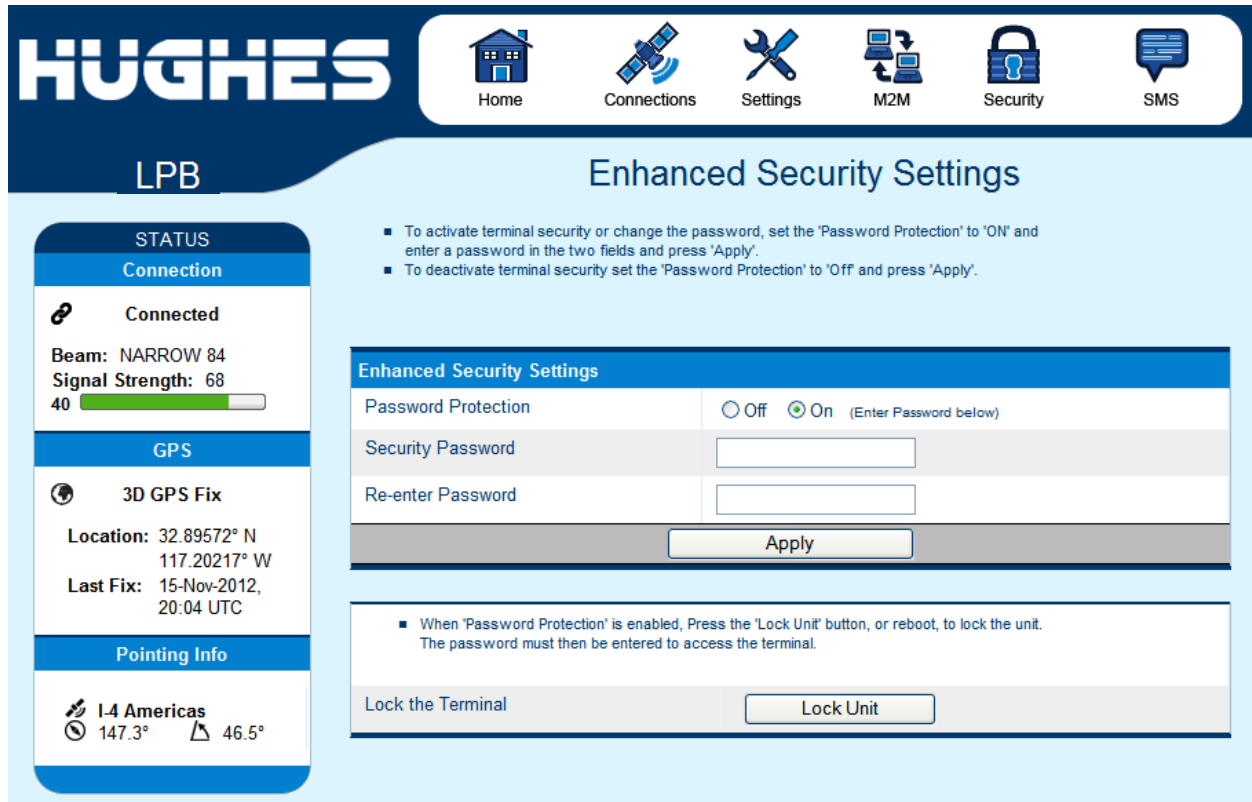 HUGHES
Home
Connections
Settings
M2M
Security
SMS
LPB
Enhanced Security Settings
STATUS
Connection
Connected
Beam: NARROW 84
Signal Strength: 68
40
GPS
3D GPS Fix
Location: 32.89572° N
117.20217° W
Last Fix: 15-Nov-2012,
20:04 UTC
Pointing Info
I-4 Americas
147.3° 46.5°
▪ To activate terminal security or change the password, set the 'Password Protection' to 'ON' and
enter a password in the two fields and press 'Apply'.
▪ To deactivate terminal security set the 'Password Protection' to 'Off' and press 'Apply'.
Enhanced Security Settings
Password Protection Off On (Enter Password below)
Security Password
Re-enter Password
Apply
▪ When 'Password Protection' is enabled, Press the 'Lock Unit' button, or reboot, to lock the unit.
The password must then be entered to access the terminal.
Lock the Terminal Lock Unit